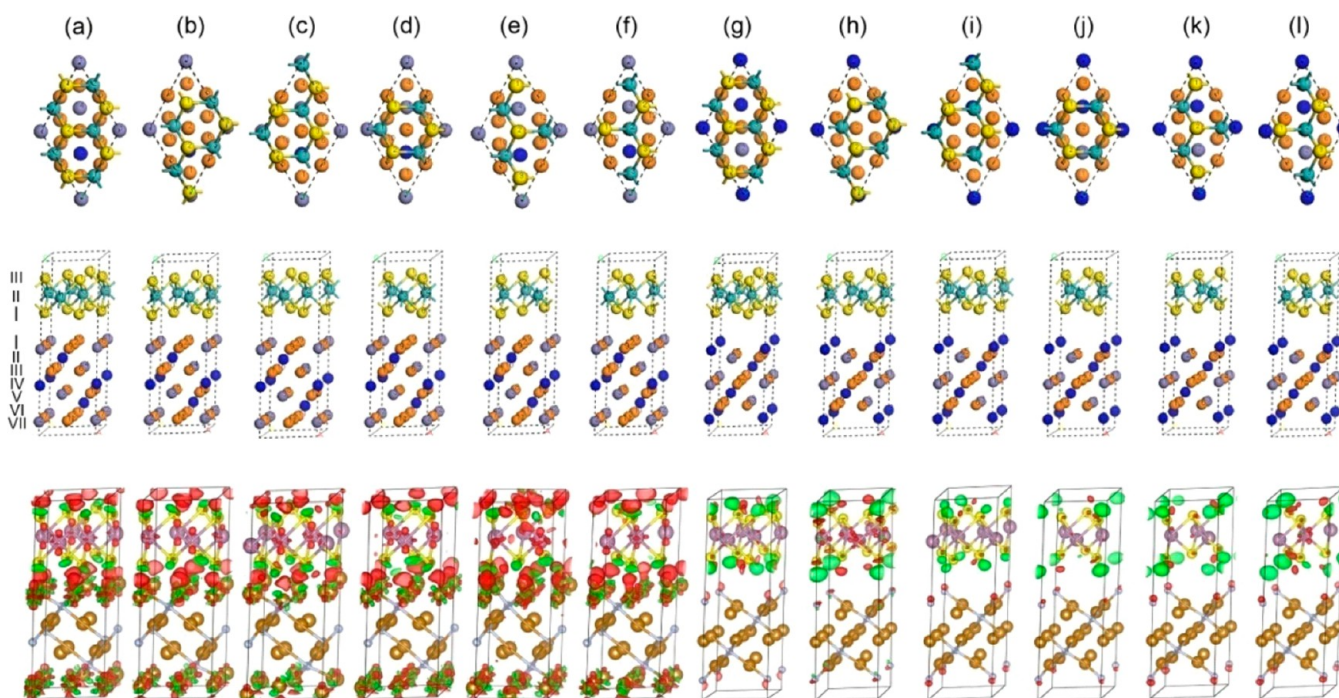 (a) (b) (c) (d) (e) (f) (g) (h) (i) (j) (k) (l)
III
II
I
I
II
III
IV
V
VI
VII